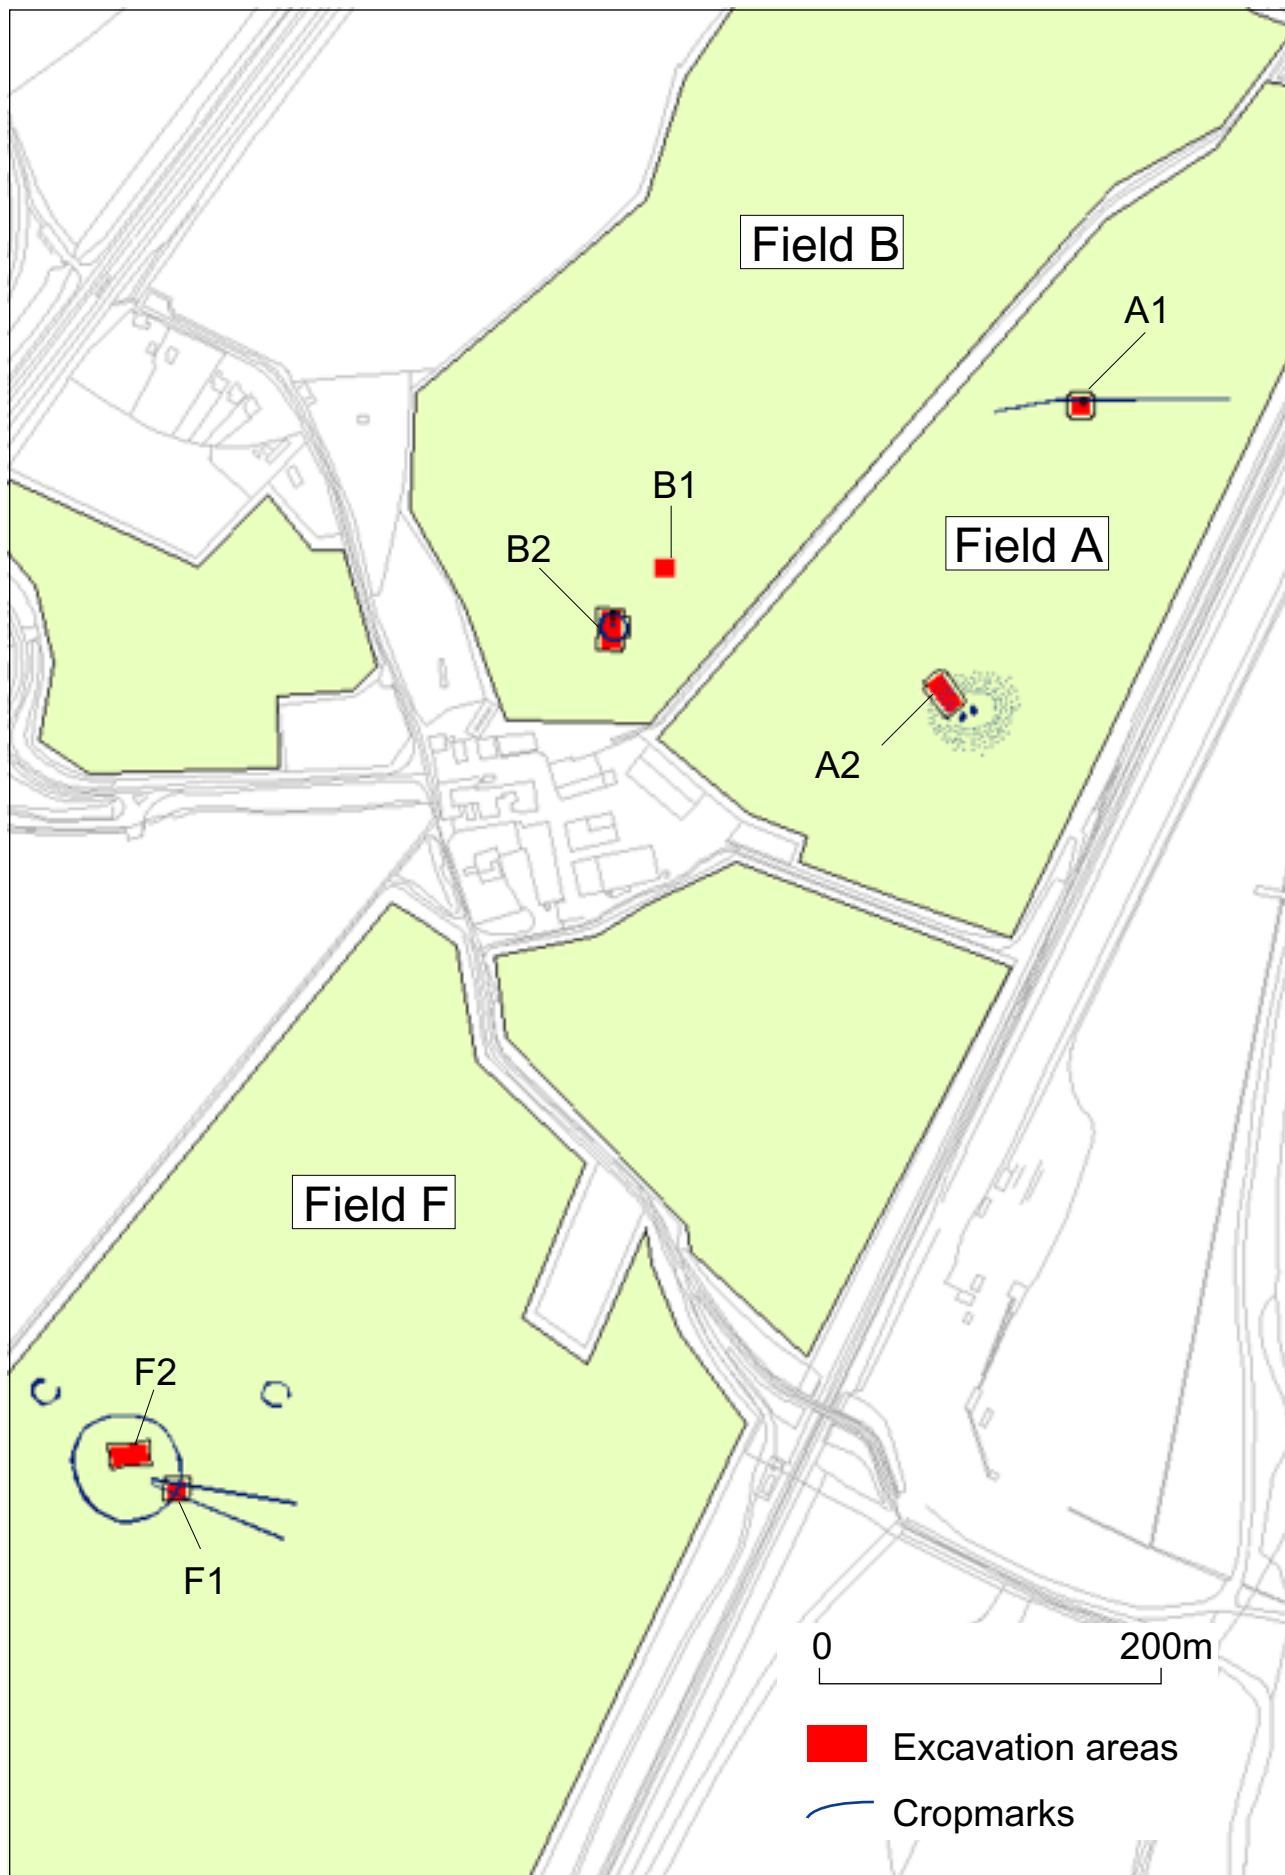 Field B
A1
B1
Field A
B2
A2
Field F
F2
F1
0 200m
Excavation areas
Cropmarks